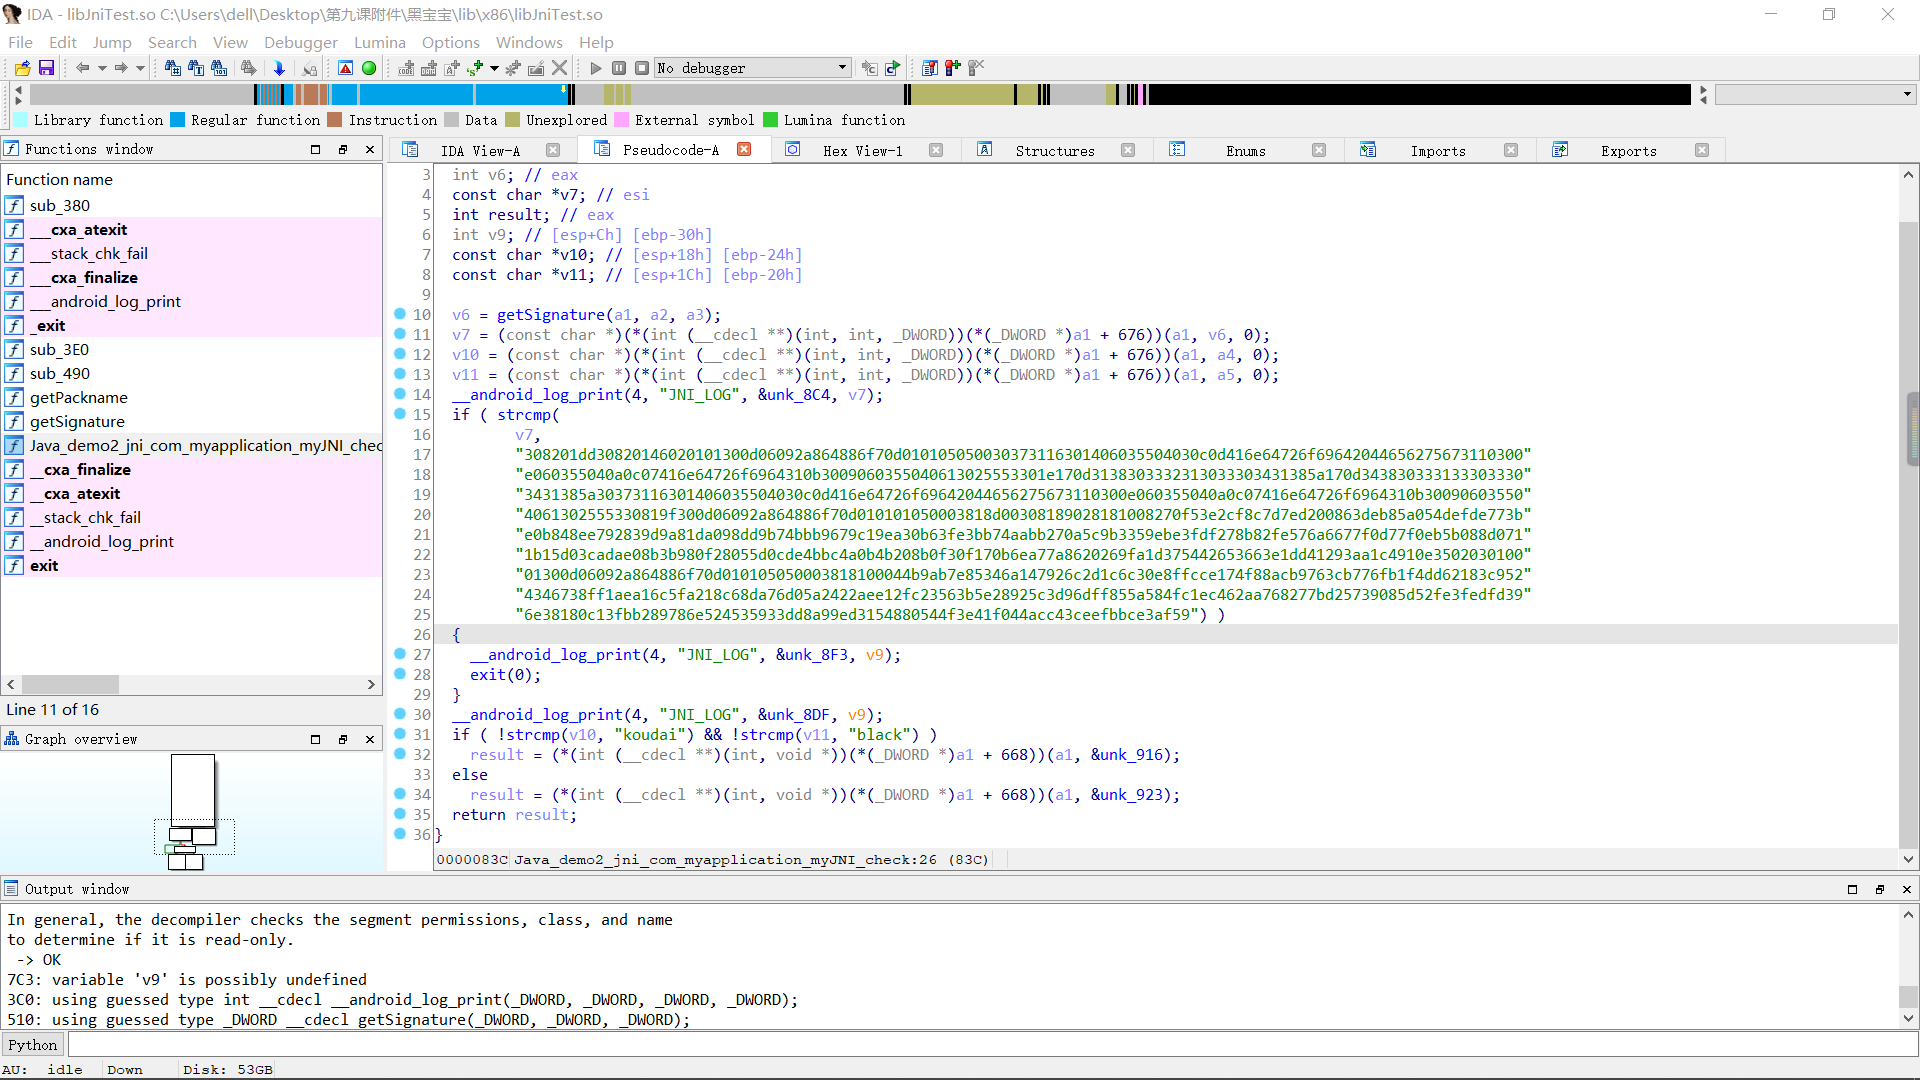 IDA - libJniTest.so C:\Users\dell\Desktop\第九课附件\黑宝宝\lib\x86\libJniTest.so
File Edit Jump Search View Debugger Lumina Options Windows Help
No debugger
Library function Regular function Instruction Data Unexplored External symbol Lumina function
Functions window
IDA View-A Pseudocode-A Hex View-1 Structures Enums Imports Exports
Function name
sub_380
___cxa_atexit
___stack_chk_fail
___cxa_finalize
___android_log_print
_exit
sub_3E0
sub_490
getPackname
getSignature
Java_demo2_jni_com_myapplication_myJNI_chec
__cxa_finalize
__cxa_atexit
__stack_chk_fail
__android_log_print
exit
Line 11 of 16
Graph overview
3 int v6; // eax
4 const char *v7; // esi
5 int result; // eax
6 int v9; // [esp+Ch] [ebp-30h]
7 const char *v10; // [esp+18h] [ebp-24h]
8 const char *v11; // [esp+1Ch] [ebp-20h]
9
10 v6 = getSignature(a1, a2, a3);
11 v7 = (const char *)(*(int (__cdecl **)(int, int, _DWORD))(*(_DWORD *)a1 + 676))(a1, v6, 0);
12 v10 = (const char *)(*(int (__cdecl **)(int, int, _DWORD))(*(_DWORD *)a1 + 676))(a1, a4, 0);
13 v11 = (const char *)(*(int (__cdecl **)(int, int, _DWORD))(*(_DWORD *)a1 + 676))(a1, a5, 0);
14 __android_log_print(4, "JNI_LOG", &unk_8C4, v7);
15 if ( strcmp(
16 v7,
17 "308201dd30820146020101300d06092a864886f70d010105050030373116301406035504030c0d416e64726f696420446562756731110300"
18 "e060355040a0c07416e64726f6964310b3009060355040613025553301e170d3138303332313033303431385a170d343830333133303330"
19 "3431385a30373116301406035504030c0d416e64726f69642044656275673110300e060355040a0c07416e64726f6964310b30090603550"
20 "4061302555330819f300d06092a864886f70d010101050003818d00308189028181008270f53e2cf8c7d7ed200863deb85a054defde773b"
21 "e0b848ee792839d9a81da098dd9b74bbb9679c19ea30b63fe3bb74aabb270a5c9b3359ebe3fdf278b82fe576a6677f0d77f0eb5b088d071"
22 "1b15d03cadae08b3b980f28055d0cde4bbc4a0b4b208b0f30f170b6ea77a8620269fa1d375442653663e1dd41293aa1c4910e3502030100"
23 "01300d06092a864886f70d010105050003818100044b9ab7e85346a147926c2d1c6c30e8ffcce174f88acb9763cb776fb1f4dd62183c952"
24 "4346738ff1aea16c5fa218c68da76d05a2422aee12fc23563b5e28925c3d96dff855a584fc1ec462aa768277bd25739085d52fe3fedfd39"
25 "6e38180c13fbb289786e524535933dd8a99ed3154880544f3e41f044acc43ceefbbce3af59") )
26 {
27 __android_log_print(4, "JNI_LOG", &unk_8F3, v9);
28 exit(0);
29 }
30 __android_log_print(4, "JNI_LOG", &unk_8DF, v9);
31 if ( !strcmp(v10, "koudai") && !strcmp(v11, "black") )
32 result = (*(int (__cdecl **)(int, void *))(*(_DWORD *)a1 + 668))(a1, &unk_916);
33 else
34 result = (*(int (__cdecl **)(int, void *))(*(_DWORD *)a1 + 668))(a1, &unk_923);
35 return result;
36 }
0000083C Java_demo2_jni_com_myapplication_myJNI_check:26 (83C)
Output window
In general, the decompiler checks the segment permissions, class, and name
to determine if it is read-only.
-> OK
7C3: variable 'v9' is possibly undefined
3C0: using guessed type int __cdecl __android_log_print(_DWORD, _DWORD, _DWORD, _DWORD);
510: using guessed type _DWORD __cdecl getSignature(_DWORD, _DWORD, _DWORD);
Python
AU: idle Down Disk: 53GB